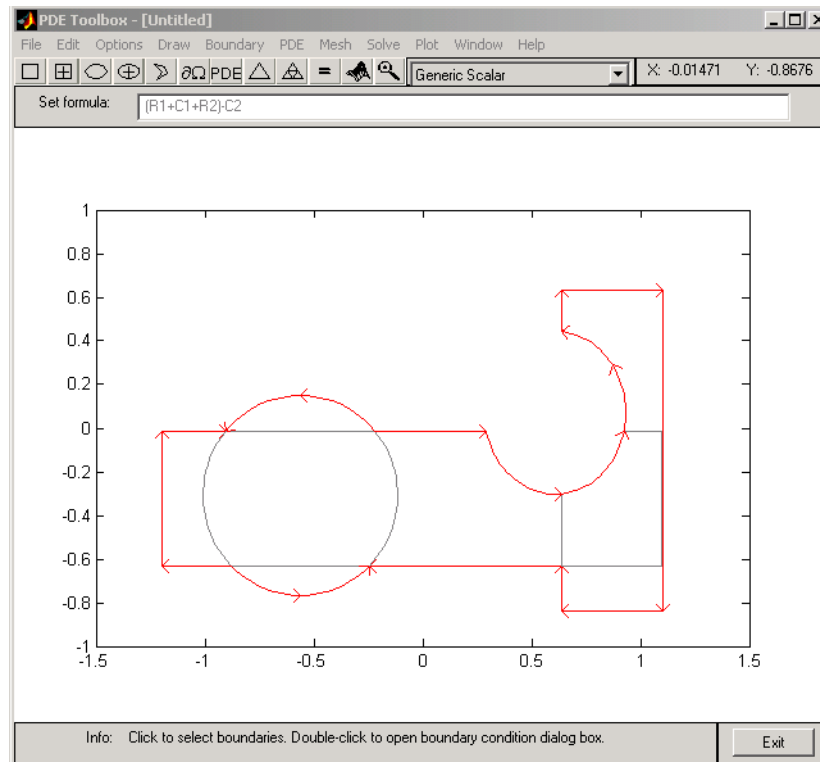 PDE Toolbox - [Untitled]
File Edit Options Draw Boundary PDE Mesh Solve Plot Window Help
∂Ω PDE = Generic Scalar X: -0.01471 Y: -0.8676
Set formula: (R1+C1+R2)-C2
1
0.8
0.6
0.4
0.2
0
-0.2
-0.4
-0.6
-0.8
-1
-1.5 -1 -0.5 0 0.5 1 1.5
Info: Click to select boundaries. Double-click to open boundary condition dialog box. Exit